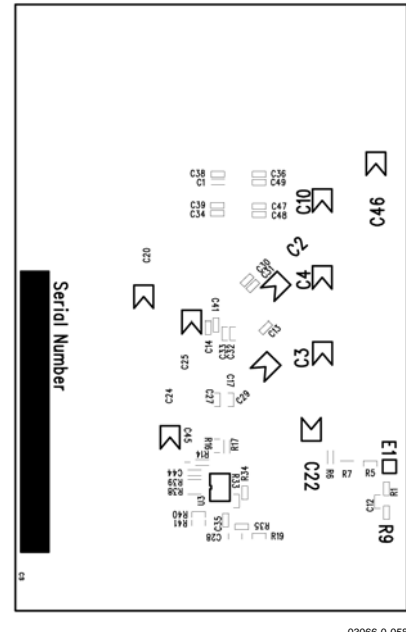 C38
C36
C1
C49
C10
C46
C39
C47
C34
C48
C2
C20
C30
C31
C4
Serial Number
C41
C13
C14
C33
C32
C3
C25
C17
C24
C27
C29
C45
R16
R17
E1
R14
C44
R39
R38
R33
R34
C22
R6
R7
R5
U3
R1
C12
R40
R41
C35
R35
R9
C28
R19
03066-0-058